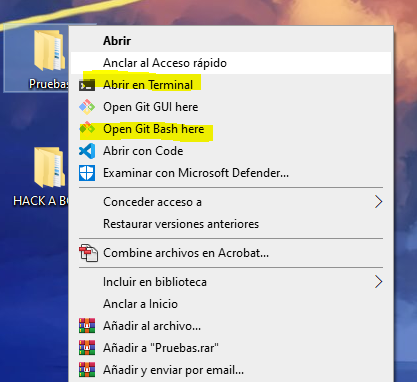 Abrir
Anclar al Acceso rápido
Pruebas
Abrir en Terminal
Open Git GUI here
Open Git Bash here
Abrir con Code
Examinar con Microsoft Defender...
HACK A B
Conceder acceso a
Restaurar versiones anteriores
Combine archivos en Acrobat...
Incluir en biblioteca
Anclar a Inicio
Añadir al archivo...
Añadir a "Pruebas.rar"
Añadir y enviar por email...